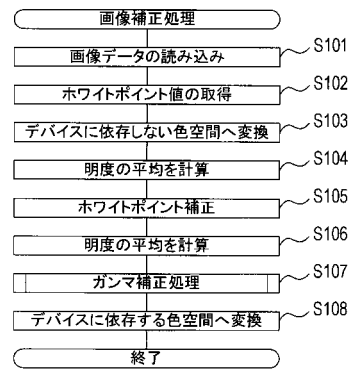 画像補正処理
画像データの読み込み S101
ホワイトポイント値の取得 S102
デバイスに依存しない色空間へ変換 S103
明度の平均を計算 S104
ホワイトポイント補正 S105
明度の平均を計算 S106
ガンマ補正処理 S107
デバイスに依存する色空間へ変換 S108
終了